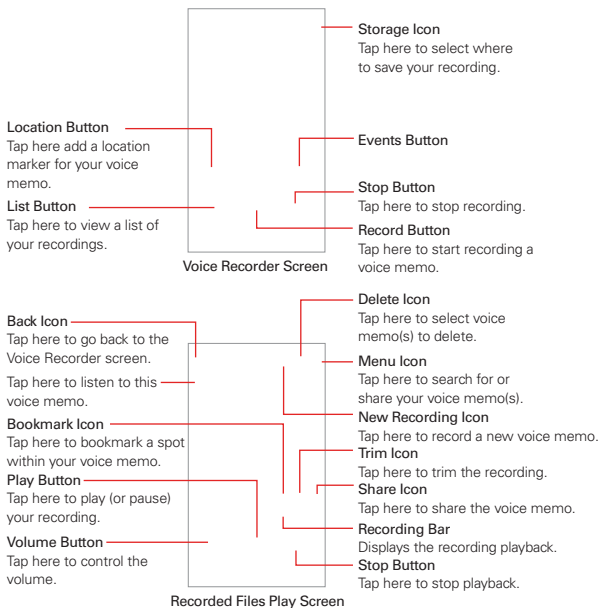 Storage Icon
Tap here to select where
to save your recording.
Location Button
Tap here add a location
marker for your voice
memo.
Events Button
List Button
Tap here to view a list of
your recordings.
Stop Button
Tap here to stop recording.
Record Button
Tap here to start recording a
voice memo.
Voice Recorder Screen
Back Icon
Tap here to go back to the
Voice Recorder screen.
Tap here to listen to this
voice memo.
Bookmark Icon
Tap here to bookmark a spot
within your voice memo.
Play Button
Tap here to play (or pause)
your recording.
Volume Button
Tap here to control the
volume.
Delete Icon
Tap here to select voice
memo(s) to delete.
Menu Icon
Tap here to search for or
share your voice memo(s).
New Recording Icon
Tap here to record a new voice memo.
Trim Icon
Tap here to trim the recording.
Share Icon
Tap here to share the voice memo.
Recording Bar
Displays the recording playback.
Stop Button
Tap here to stop playback.
Recorded Files Play Screen